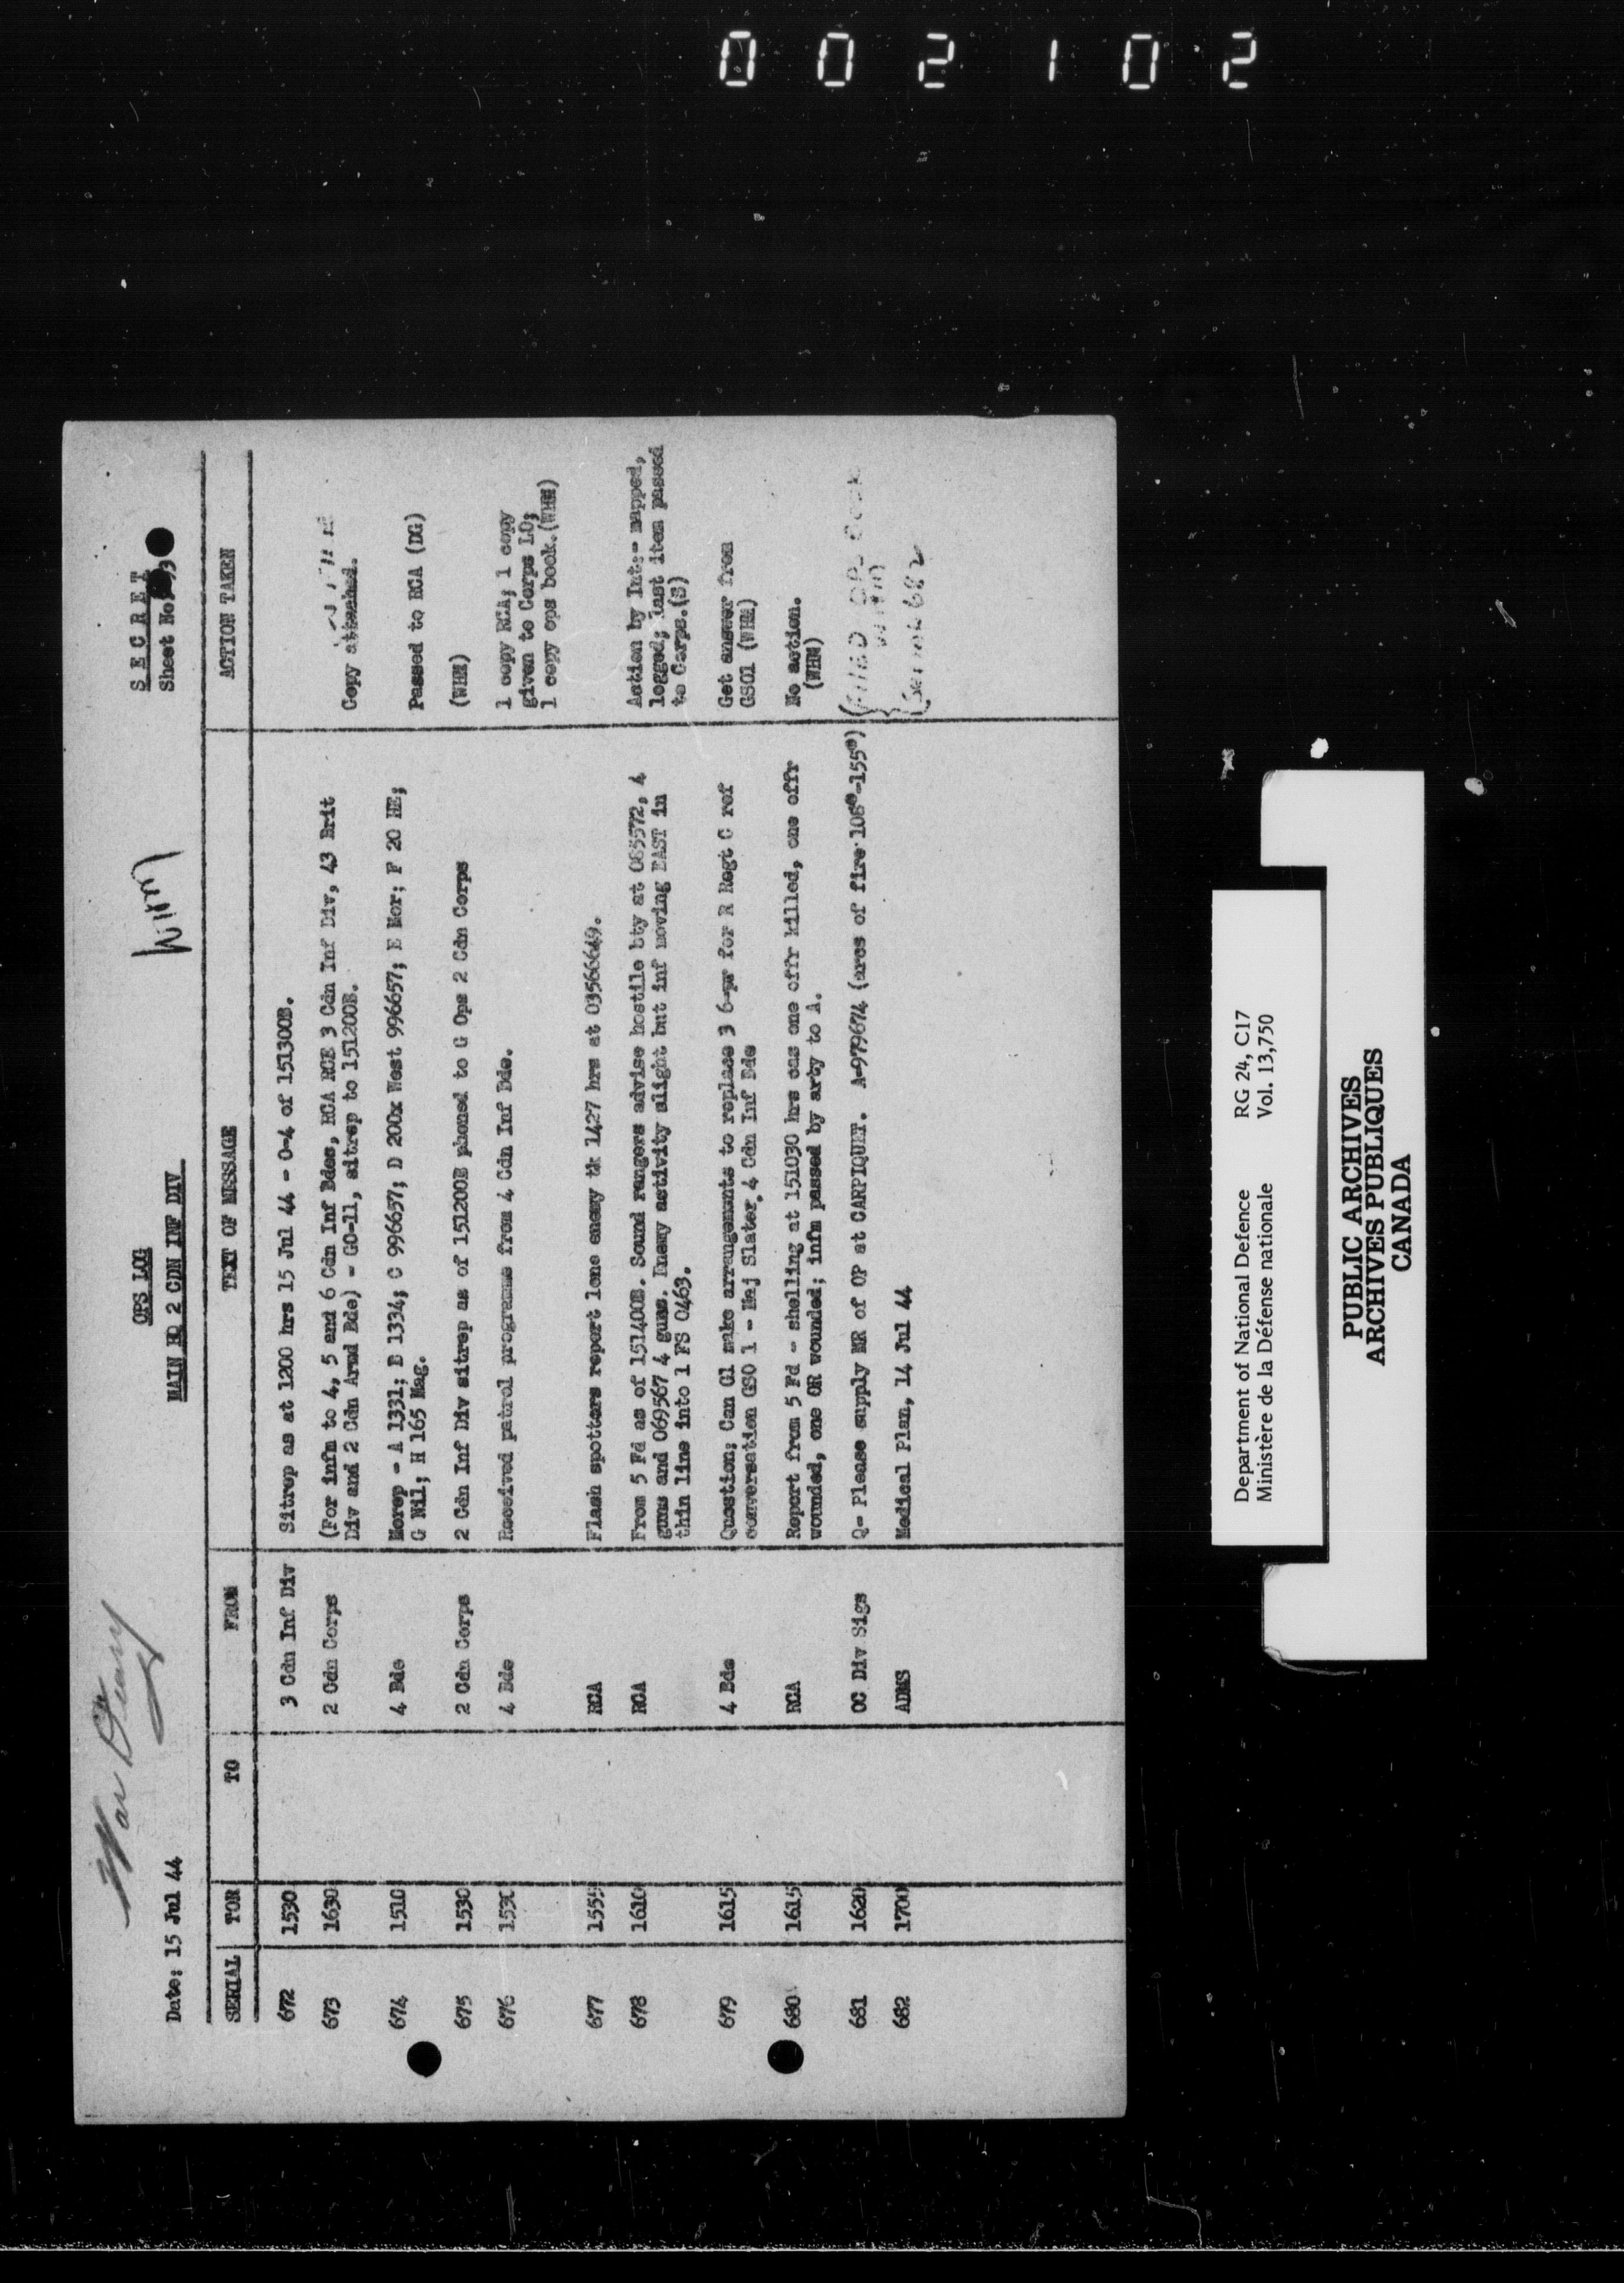 002102
War Diary
WHM
SECRET
Sheet No. 3
OPS LOG
MAIN HQ 2 CDN INF DIV
Date: 15 Jul 44
SERIAL TOR TO FROM TEXT OF MESSAGE ACTION TAKEN
672 1530 3 Cdn Inf Div Sitrep as at 1200 hrs 15 Jul 44 - O-4 of 151300B.
673 1630 2 Cdn Corps (For infm to 4, 5 and 6 Cdn Inf Bdes, RCA RCE 3 Cdn Inf Div, 43 Brit
Div and 2 Cdn Armd Bde) - GO-11, sitrep to 151200B. Copy attached.
674 1510 4 Bde Morep - A 1331; B 1334; C 996657; D 200x West 996657; E Mor; F 20 HE; Passed to RCA (DG)
G Nil; H 165 Mag.
675 1530 2 Cdn Corps 2 Cdn Inf Div sitrep as of 151200B phoned to G Ops 2 Cdn Corps (WHM)
676 1530 4 Bde Received patrol programme from 4 Cdn Inf Bde. 1 copy RCA; 1 copy
given to Corps LO;
1 copy ops book. (WHM)
677 1555 RCA Flash spotters report lone enemy tk 1427 hrs at 03566649.
678 1610 RCA From 5 Fd as of 151400B. Sound rangers advise hostile bty at 065572, 4 Action by Int:- mapped,
guns and 069567 4 guns. Enemy activity slight but inf moving EAST in logged; last item passed
thin line into 1 FS 0463. to Corps.(S)
679 1615 4 Bde Question: Can G1 make arrangements to replace 3 6-pr for R Regt C ref Get answer from
conversation GSO 1 - Maj Slater, 4 Cdn Inf Bde GSO1 (WHM)
680 1615 RCA Report from 5 Fd - shelling at 151030 hrs cas one offr killed, one offr No action.
wounded, one OR wounded; infm passed by arty to A. (WHM)
681 1620 OC Div Sigs Q- Please supply MR of OP at CARPIQUET. A-979674 (arcs of fire 108°-155°) (Filed OP
682 1700 ADMS Medical Plan, 14 Jul 44 (Serial 682
Department of National Defence RG 24, C17
Ministère de la Défense nationale Vol. 13,750
PUBLIC ARCHIVES
ARCHIVES PUBLIQUES
CANADA